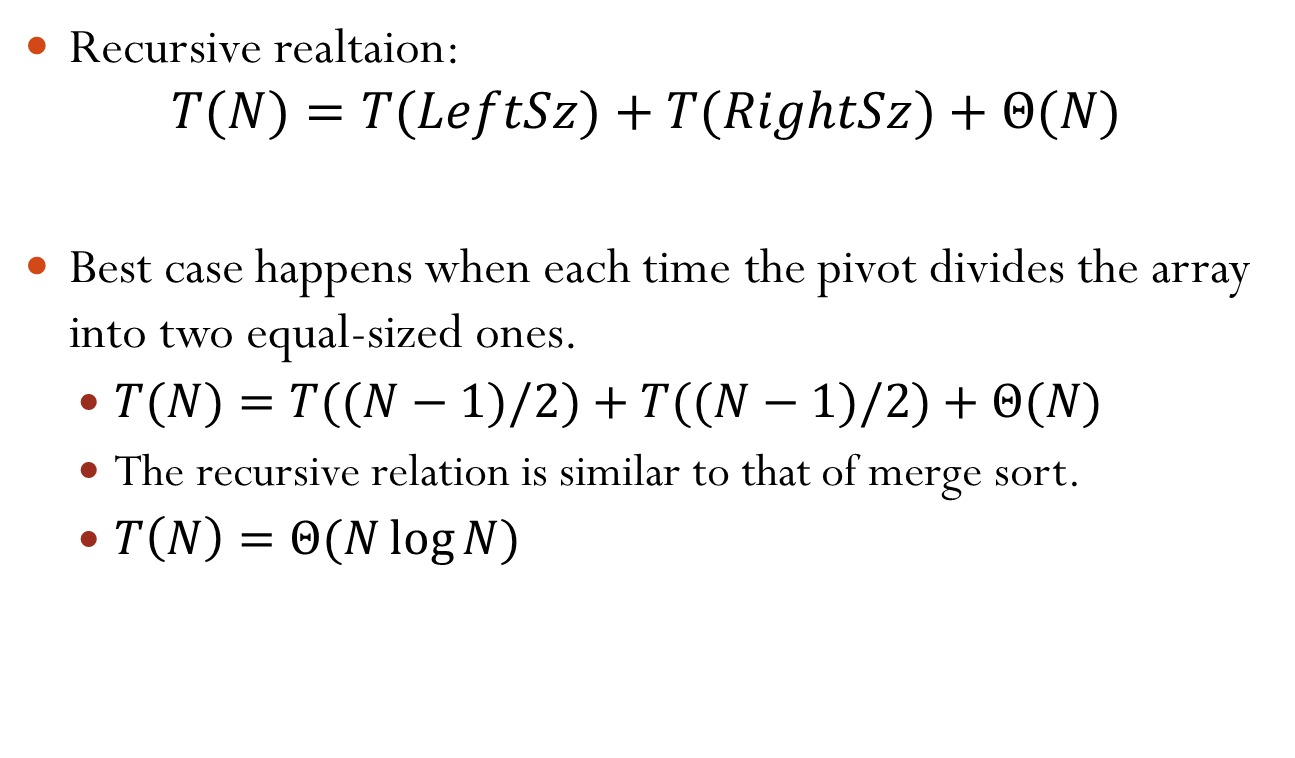 • Recursive realtaion:
T(N) = T(LeftSz) + T(RightSz) + Θ(N)
• Best case happens when each time the pivot divides the array
into two equal-sized ones.
• T(N) = T((N − 1)/2) + T((N − 1)/2) + Θ(N)
• The recursive relation is similar to that of merge sort.
• T(N) = Θ(N log N)